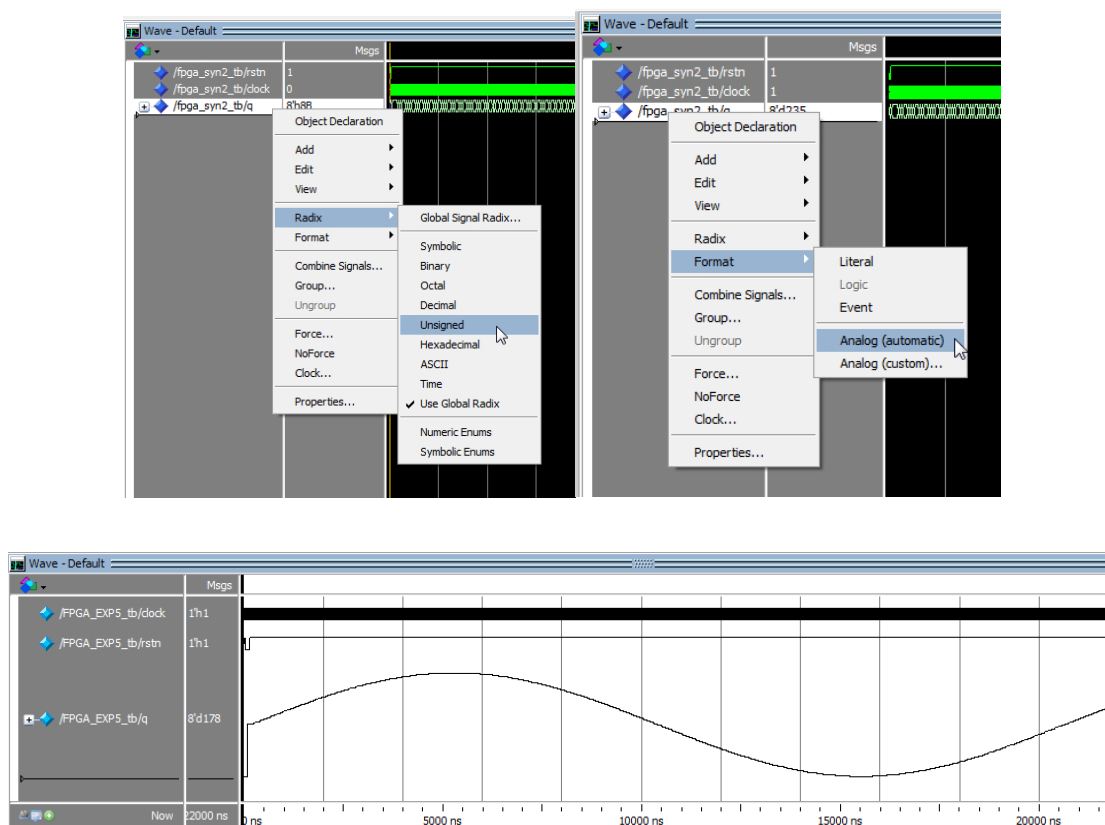 Wave - Default
Msgs
/fpga_syn2_tb/rstn 1
/fpga_syn2_tb/clock 0
/fpga_syn2_tb/q 8'h8B
Object Declaration
Add
Edit
View
Radix
Format
Combine Signals...
Group...
Ungroup
Force...
NoForce
Clock...
Properties...
Global Signal Radix...
Symbolic
Binary
Octal
Decimal
Unsigned
Hexadecimal
ASCII
Time
Use Global Radix
Numeric Enums
Symbolic Enums
Wave - Default
Msgs
/fpga_syn2_tb/rstn 1
/fpga_syn2_tb/clock 1
/fpga_syn2_tb/q 8'd235
Object Declaration
Add
Edit
View
Radix
Format
Combine Signals...
Group...
Ungroup
Force...
NoForce
Clock...
Properties...
Literal
Logic
Event
Analog (automatic)
Analog (custom)...
Wave - Default
Msgs
/FPGA_EXP5_tb/clock 1'h1
/FPGA_EXP5_tb/rstn 1'h1
/FPGA_EXP5_tb/q 8'd178
Now 22000 ns 0 ns 5000 ns 10000 ns 15000 ns 20000 ns